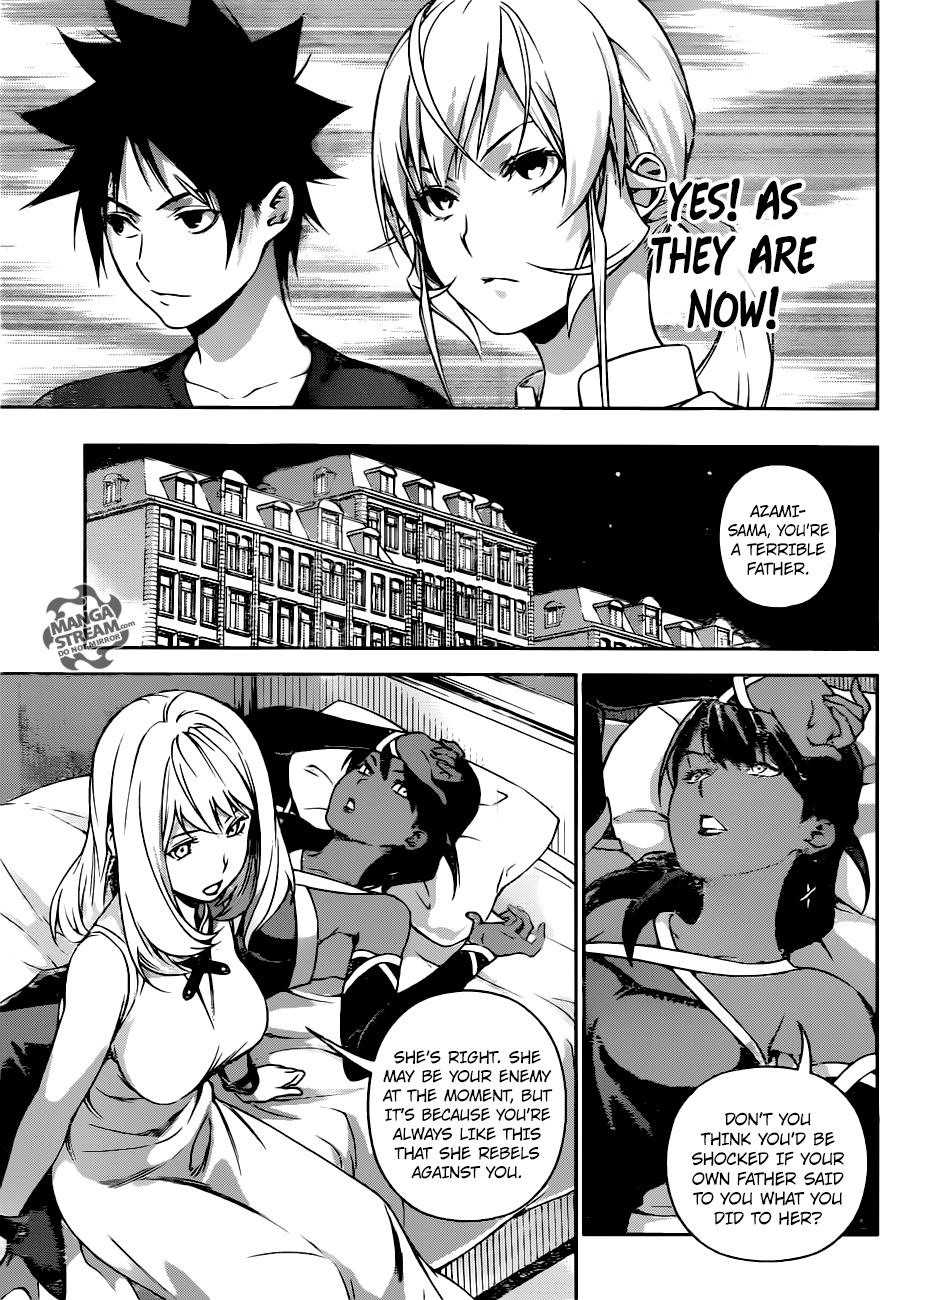 YES! AS
THEY ARE
NOW!
AZAMI-
SAMA, YOU'RE
A TERRIBLE
FATHER.
MANGA
STREAM.com
DO NOT MIRROR
DON'T YOU
THINK YOU'D BE
SHOCKED IF YOUR
OWN FATHER SAID
TO YOU WHAT YOU
DID TO HER?
SHE'S RIGHT. SHE
MAY BE YOUR ENEMY
AT THE MOMENT, BUT
IT'S BECAUSE YOU'RE
ALWAYS LIKE THIS
THAT SHE REBELS
AGAINST YOU.